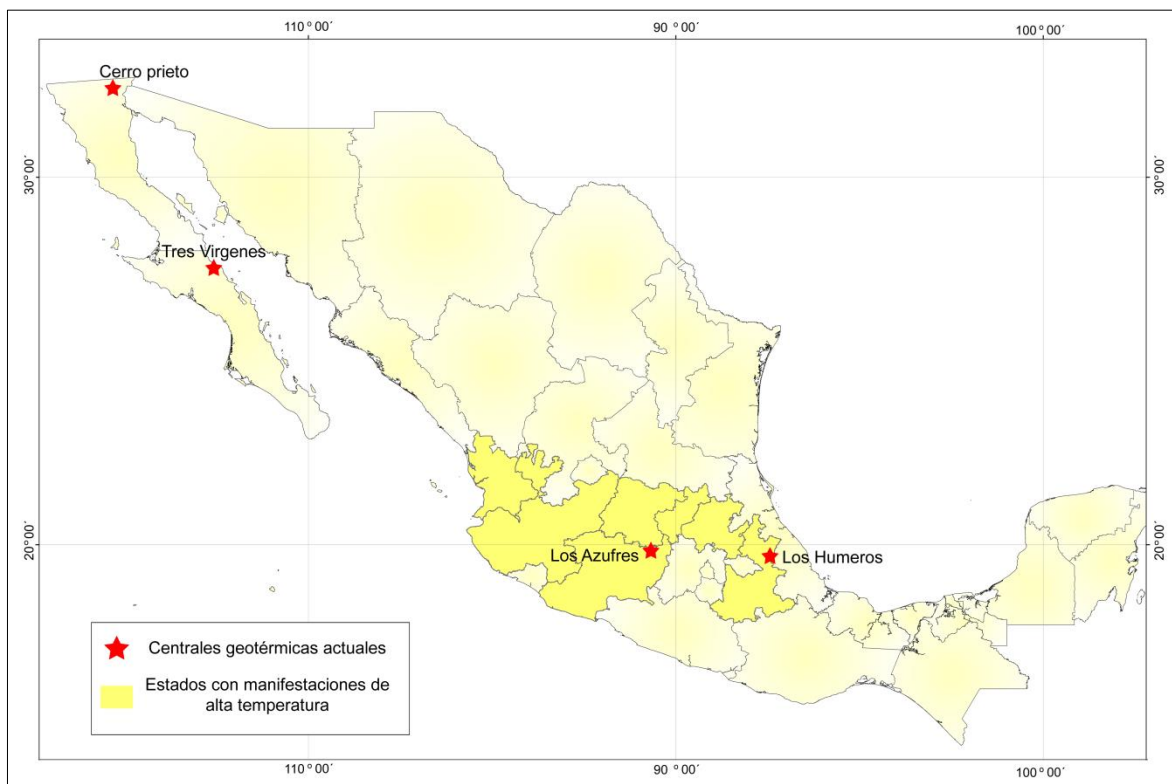 110°00´ 90°00´ 100°00´
Cerro prieto
30°00´ 30°00´
Tres Virgenes
20°00´ 20°00´
Los Azufres Los Humeros
Centrales geotérmicas actuales
Estados con manifestaciones de
alta temperatura
110°00´ 90°00´ 100°00´